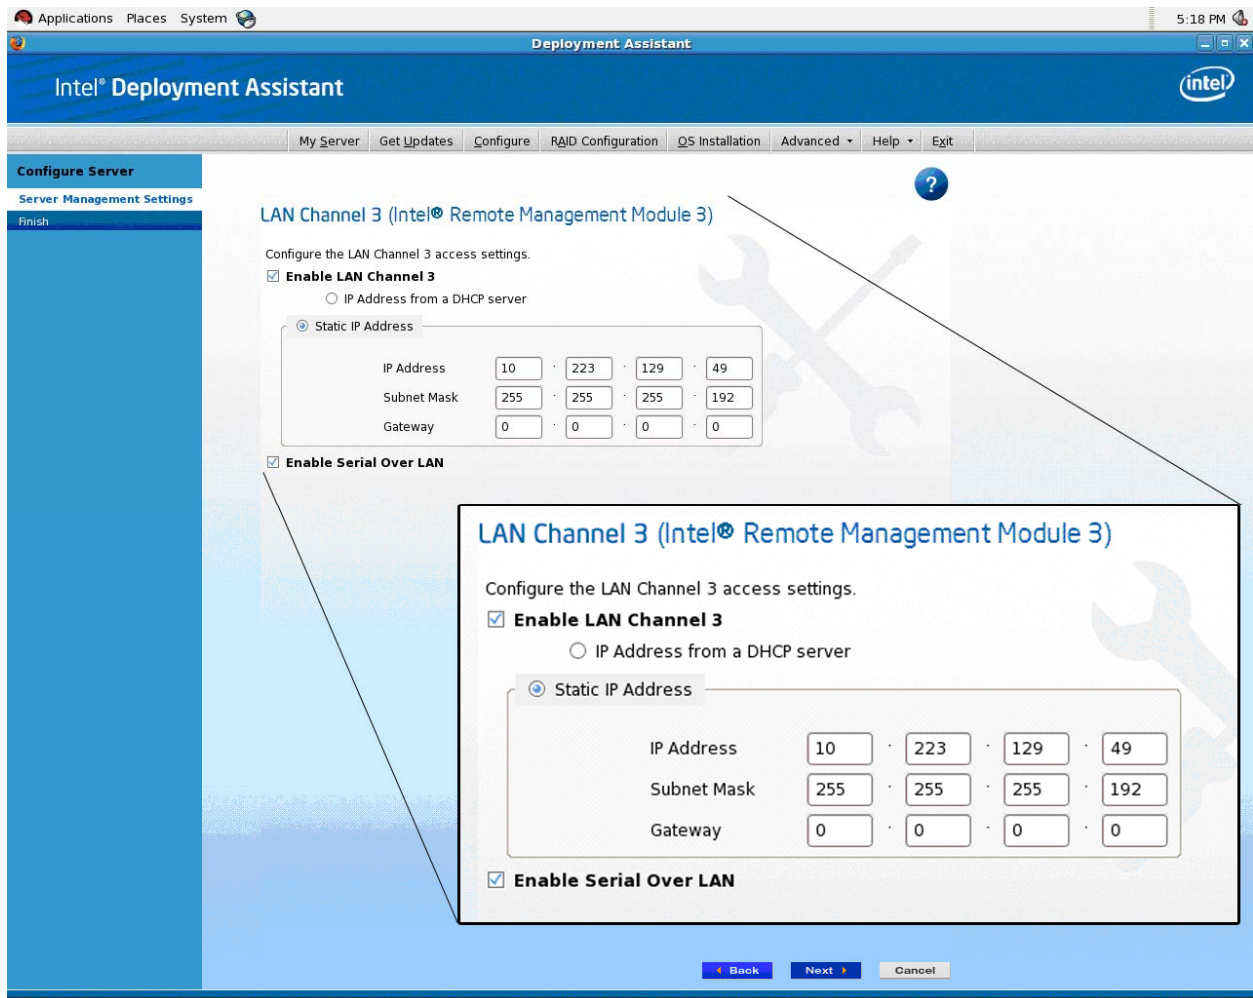 Applications Places System 5:18 PM
Deployment Assistant
Intel® Deployment Assistant
intel
My Server Get Updates Configure RAID Configuration OS Installation Advanced Help Exit
Configure Server
Server Management Settings
Finish
?
LAN Channel 3 (Intel® Remote Management Module 3)
Configure the LAN Channel 3 access settings.
Enable LAN Channel 3
IP Address from a DHCP server
Static IP Address
IP Address 10 . 223 . 129 . 49
Subnet Mask 255 . 255 . 255 . 192
Gateway 0 . 0 . 0 . 0
Enable Serial Over LAN
LAN Channel 3 (Intel® Remote Management Module 3)
Configure the LAN Channel 3 access settings.
Enable LAN Channel 3
IP Address from a DHCP server
Static IP Address
IP Address 10 . 223 . 129 . 49
Subnet Mask 255 . 255 . 255 . 192
Gateway 0 . 0 . 0 . 0
Enable Serial Over LAN
Back Next Cancel